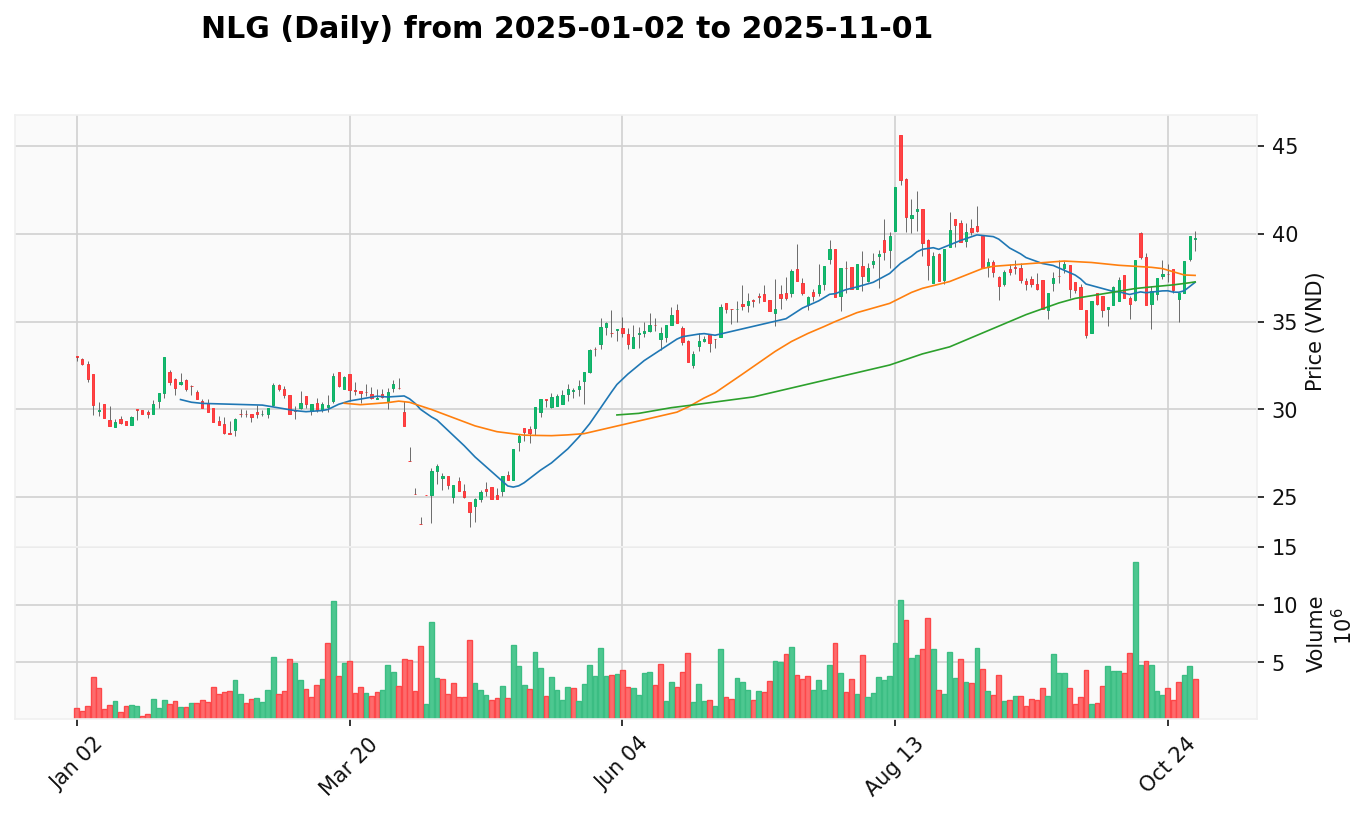 NLG (Daily) from 2025-01-02 to 2025-11-01
45
40
35
30
25
Price (VND)
15
10
5
Volume
10⁶
Jan 02
Mar 20
Jun 04
Aug 13
Oct 24